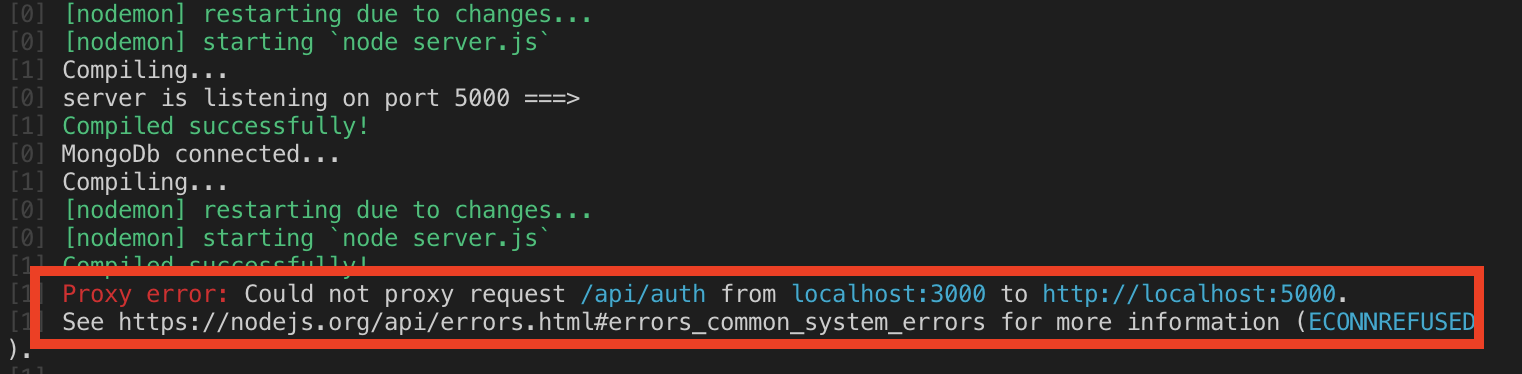 [0] [nodemon] restarting due to changes...
[0] [nodemon] starting `node server.js`
[1] Compiling...
[0] server is listening on port 5000 ===>
[1] Compiled successfully!
[0] MongoDb connected...
[1] Compiling...
[0] [nodemon] restarting due to changes...
[0] [nodemon] starting `node server.js`
[1] Compiled successfully!
[1] Proxy error: Could not proxy request /api/auth from localhost:3000 to http://localhost:5000.
[1] See https://nodejs.org/api/errors.html#errors_common_system_errors for more information (ECONNREFUSED
).
[1]